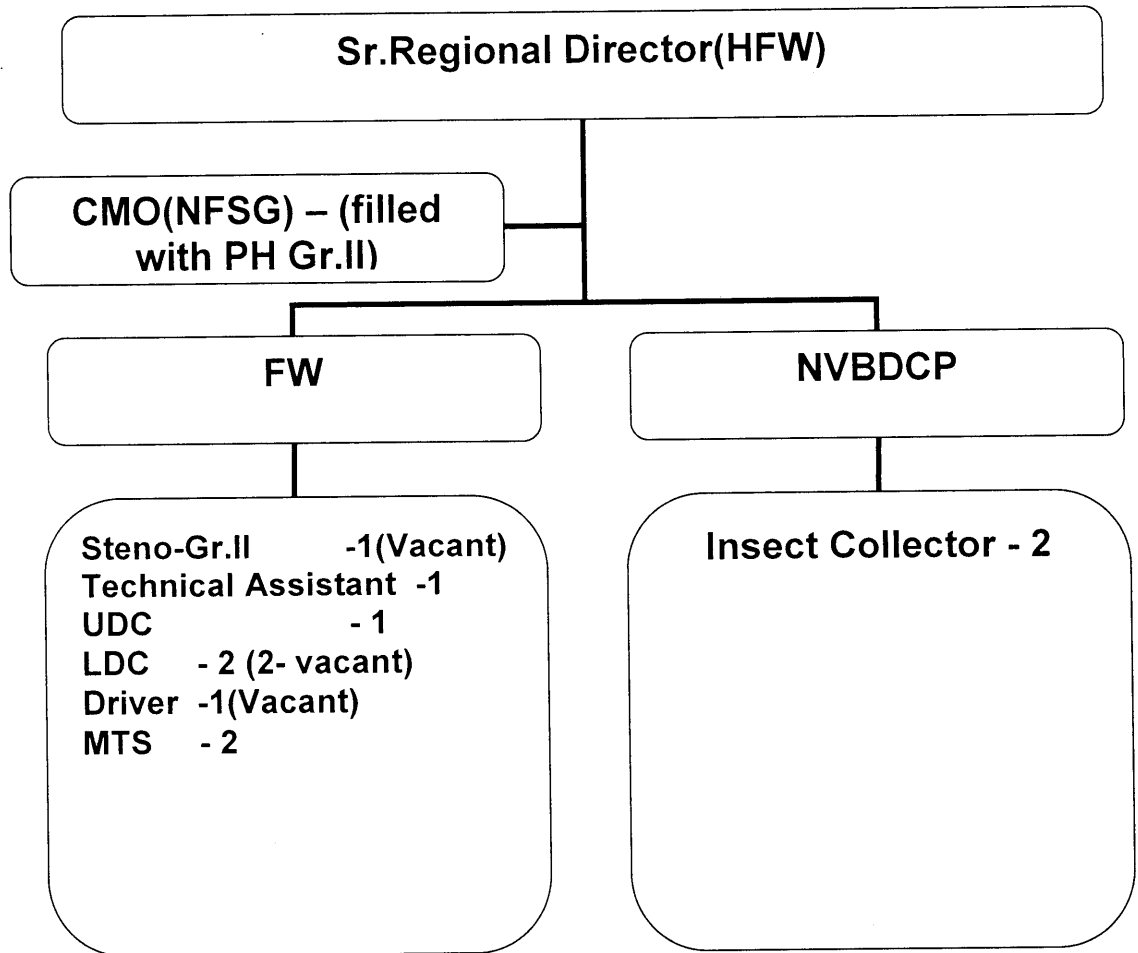 Sr.Regional Director(HFW)
CMO(NFSG) – (filled
with PH Gr.II)
FW
NVBDCP
Steno-Gr.II -1(Vacant)
Technical Assistant -1
UDC - 1
LDC - 2 (2- vacant)
Driver -1(Vacant)
MTS - 2
Insect Collector - 2